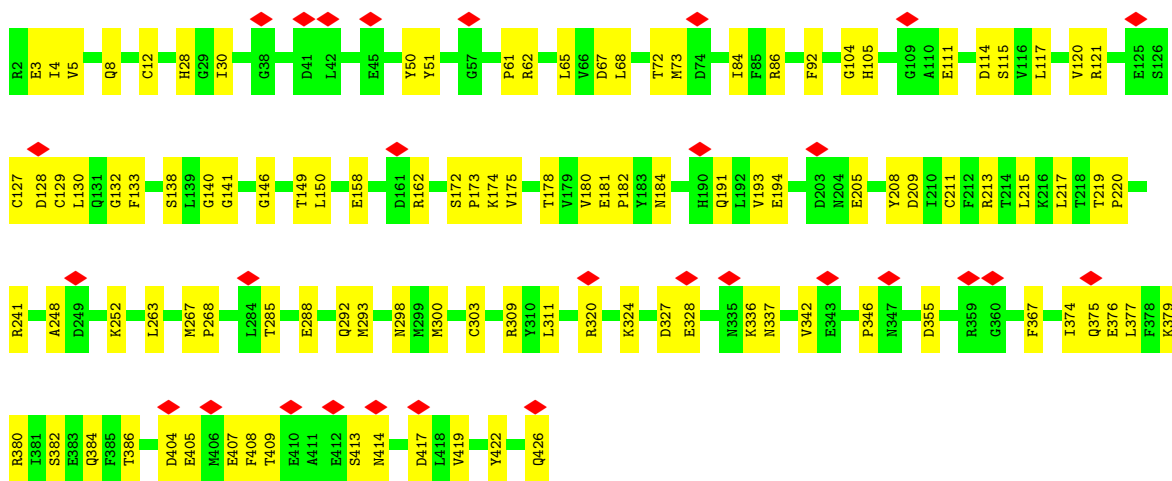 R2 E3 I4 V5 Q8 C12 H28 G29 I30 G38 D41 L42 E45 Y50 Y51 G57 P61 R62 L65 V66 D67 L68 T72 M73 D74 I84 F85 R86 F92 G104 H105 G109 A110 E111 D114 S115 V116 L117 V120 R121 E125 S126
C127 D128 C129 L130 Q131 G132 F133 S138 L139 G140 G141 G146 T149 L150 E158 D161 R162 S172 P173 K174 V175 T178 V179 V180 E181 P182 Y183 N184 H190 Q191 L192 V193 E194 D203 N204 E205 Y208 D209 I210 C211 F212 R213 T214 L215 K216 L217 T218 T219 P220
R241 A248 D249 K252 L263 M267 P268 L284 T285 E288 Q292 M293 N298 M299 M300 C303 R309 Y310 L311 R320 K324 D327 E328 N335 K336 N337 V342 E343 P346 N347 D355 R359 G360 F367 I374 Q375 E376 L377 F378 K379
R380 I381 S382 E383 Q384 F385 T386 D404 E405 M406 E407 F408 T409 E410 A411 E412 S413 N414 D417 L418 V419 Y422 Q426